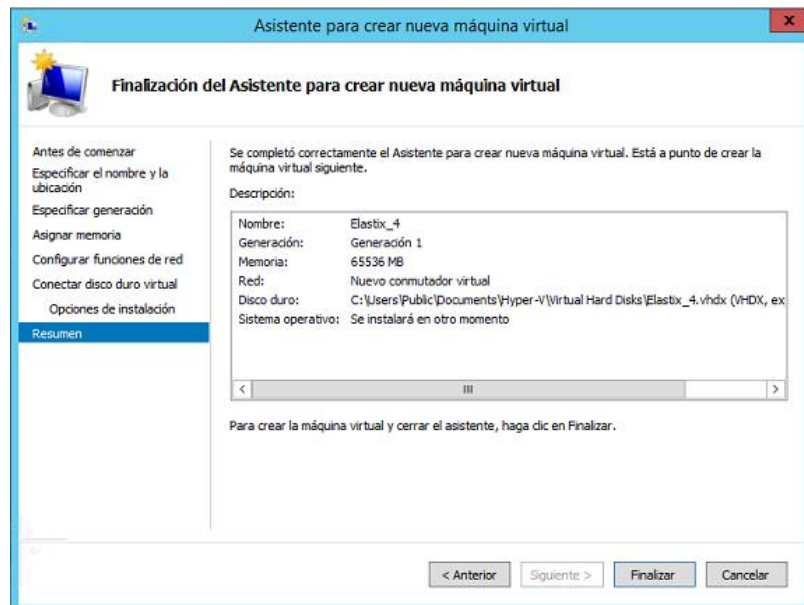 Asistente para crear nueva máquina virtual
x
Finalización del Asistente para crear nueva máquina virtual
Antes de comenzar
Especificar el nombre y la
ubicación
Especificar generación
Asignar memoria
Configurar funciones de red
Conectar disco duro virtual
Opciones de instalación
Resumen
Se completó correctamente el Asistente para crear nueva máquina virtual. Está a punto de crear la
máquina virtual siguiente.
Descripción:
Nombre: Elastix_4
Generación: Generación 1
Memoria: 65536 MB
Red: Nuevo conmutador virtual
Disco duro: C:\Users\Public\Documents\Hyper-V\Virtual Hard Disks\Elastix_4.vhdx (VHDX, ex
Sistema operativo: Se instalará en otro momento
Para crear la máquina virtual y cerrar el asistente, haga clic en Finalizar.
< Anterior
Siguiente >
Finalizar
Cancelar